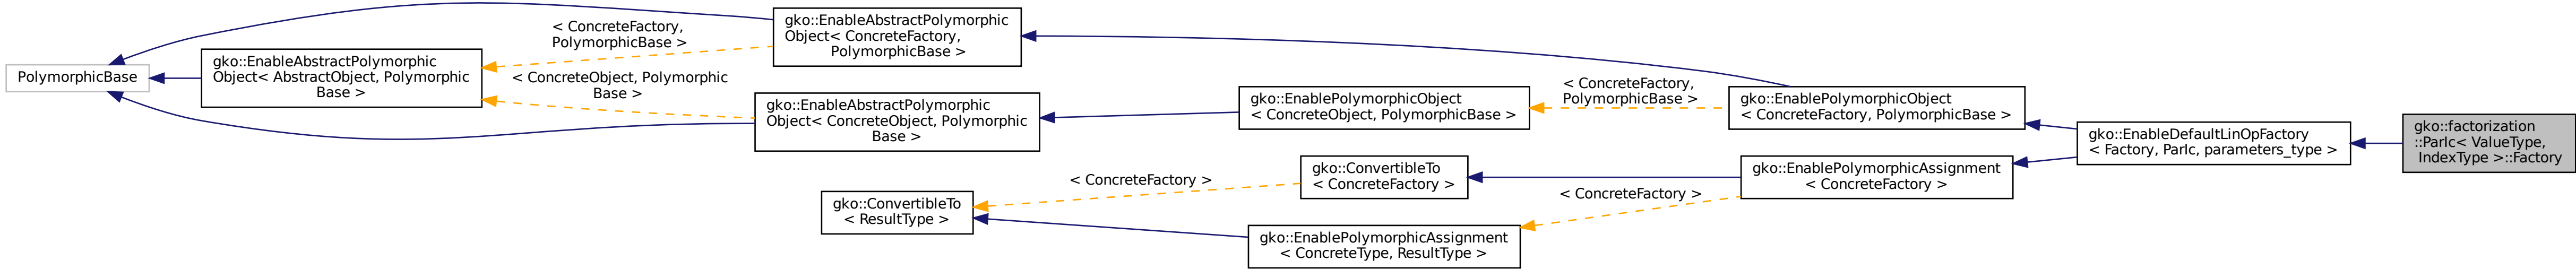 PolymorphicBase
gko::EnableAbstractPolymorphic
Object< AbstractObject, Polymorphic
Base >
< ConcreteFactory,
PolymorphicBase >
< ConcreteObject, Polymorphic
Base >
gko::EnableAbstractPolymorphic
Object< ConcreteFactory,
PolymorphicBase >
gko::EnableAbstractPolymorphic
Object< ConcreteObject, Polymorphic
Base >
gko::ConvertibleTo
< ResultType >
< ConcreteFactory >
gko::EnablePolymorphicObject
< ConcreteObject, PolymorphicBase >
gko::ConvertibleTo
< ConcreteFactory >
gko::EnablePolymorphicAssignment
< ConcreteType, ResultType >
< ConcreteFactory,
PolymorphicBase >
< ConcreteFactory >
gko::EnablePolymorphicObject
< ConcreteFactory, PolymorphicBase >
gko::EnablePolymorphicAssignment
< ConcreteFactory >
gko::EnableDefaultLinOpFactory
< Factory, ParIc, parameters_type >
gko::factorization
::ParIc< ValueType,
IndexType >::Factory